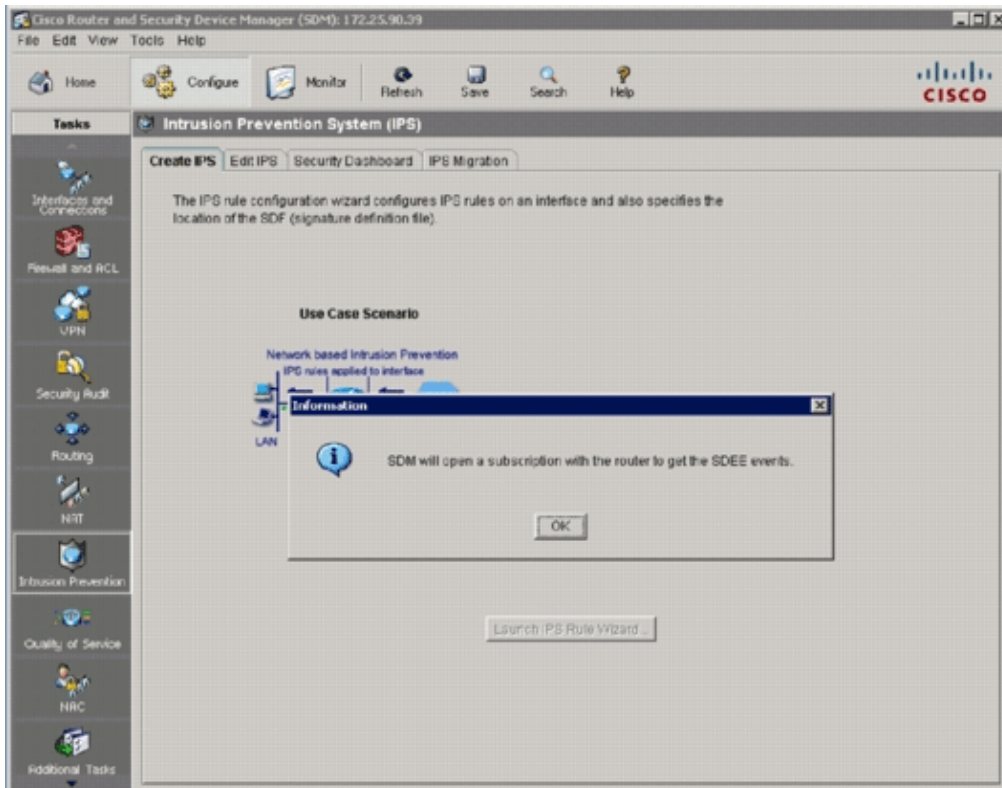 Cisco Router and Security Device Manager (SDM): 172.25.90.39
File Edit View Tools Help
Home Configure Monitor Refresh Save Search Help
CISCO
Tasks
Intrusion Prevention System (IPS)
Create IPS Edit IPS Security Dashboard IPS Migration
The IPS rule configuration wizard configures IPS rules on an interface and also specifies the
location of the SDF (signature definition file).
Use Case Scenario
Network based Intrusion Prevention
IPS rules applied to interface
LAN
Information
SDM will open a subscription with the router to get the SDEE events.
OK
Launch IPS Rule Wizard...
Interfaces and
Connections
Firewall and ACL
VPN
Security Audit
Routing
NAT
Intrusion Prevention
Quality of Service
NAC
Additional Tasks